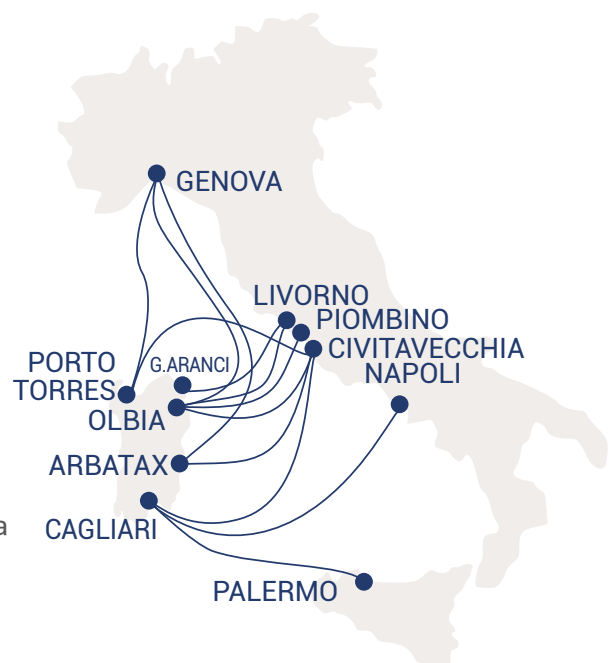 GENOVA
LIVORNO
PIOMBINO
CIVITAVECCHIA
NAPOLI
PORTO
TORRES
G.ARANCI
OLBIA
ARBATAX
CAGLIARI
a
PALERMO